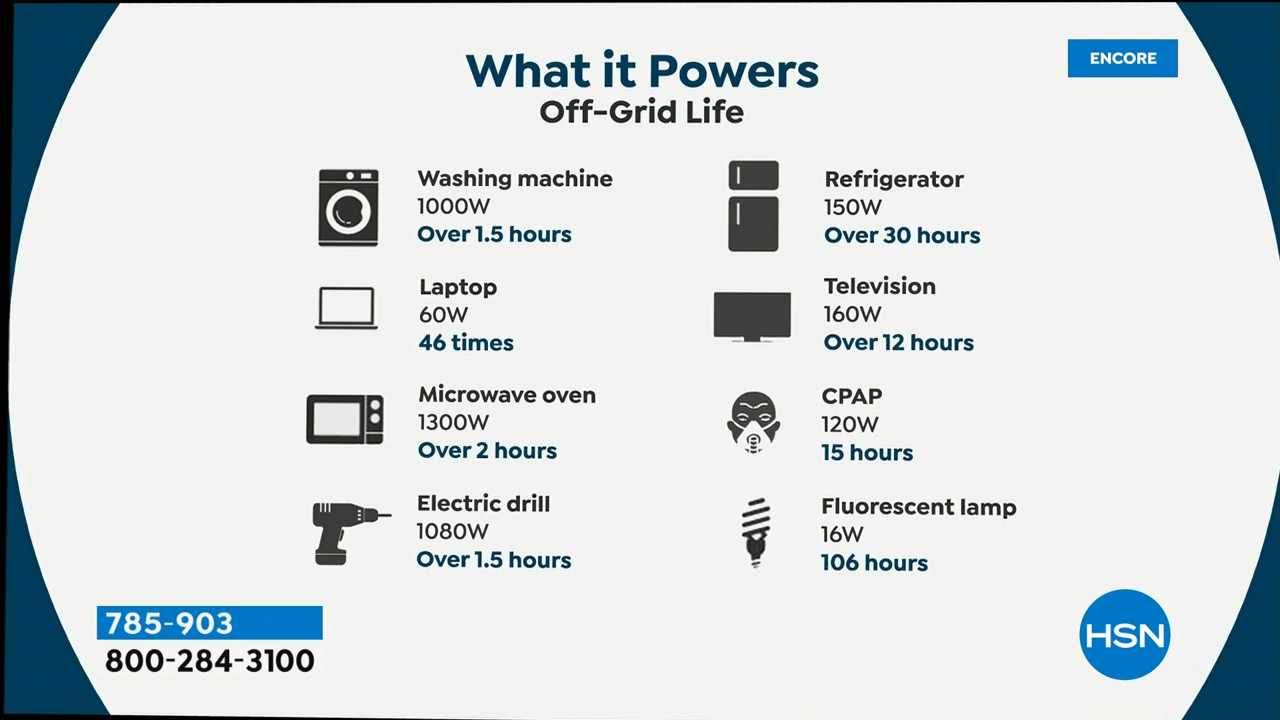 What it Powers
Off-Grid Life
ENCORE
Washing machine
1000W
Over 1.5 hours
Refrigerator
150W
Over 30 hours
Laptop
60W
46 times
Television
160W
Over 12 hours
Microwave oven
1300W
Over 2 hours
CPAP
120W
15 hours
Electric drill
1080W
Over 1.5 hours
Fluorescent lamp
16W
106 hours
785-903
800-284-3100
HSN